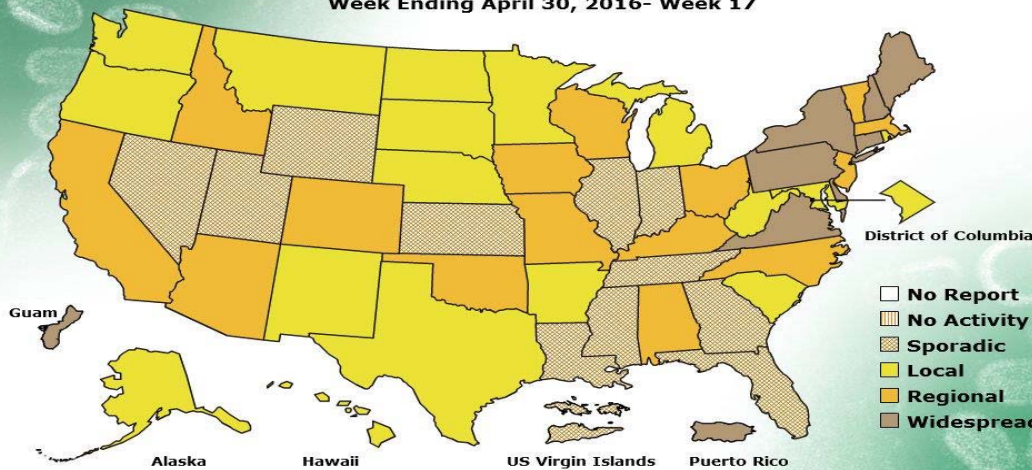 Week Ending April 30, 2016- Week 17
District of Columbia
Guam
No Report
No Activity
Sporadic
Local
Regional
Widespread
Alaska
Hawaii
US Virgin Islands
Puerto Rico